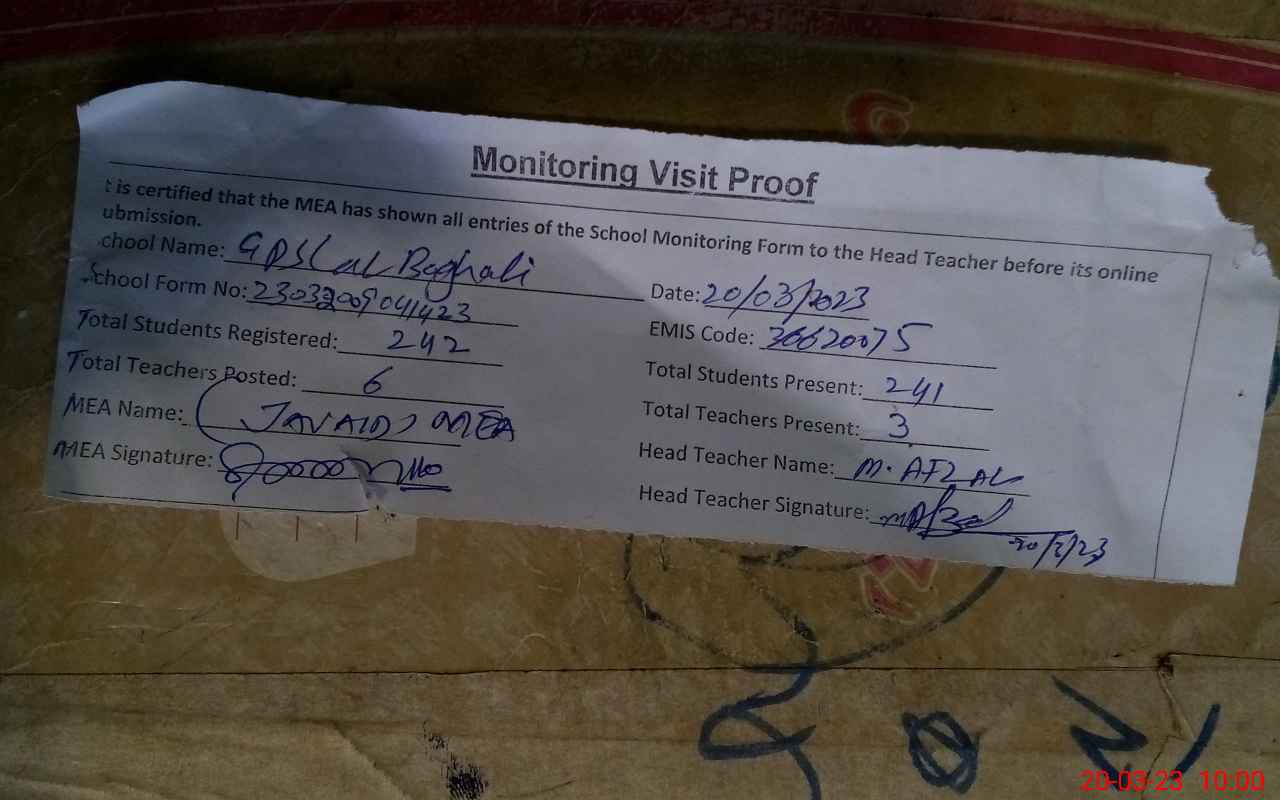 Monitoring Visit Proof
t is certified that the MEA has shown all entries of the School Monitoring Form to the Head Teacher before its online
ubmission.
chool Name: GPS Lal Baghali
Date: 20/03/2023
School Form No: 23032009041423
EMIS Code: 36620075
Total Students Registered: 242
Total Students Present: 241
Total Teachers Posted: 6
Total Teachers Present: 3
MEA Name: (JAVAID) MEA
Head Teacher Name: M. AFZAL
MEA Signature:
Head Teacher Signature: MAfzal
20/3/23
20-03-23 10:00